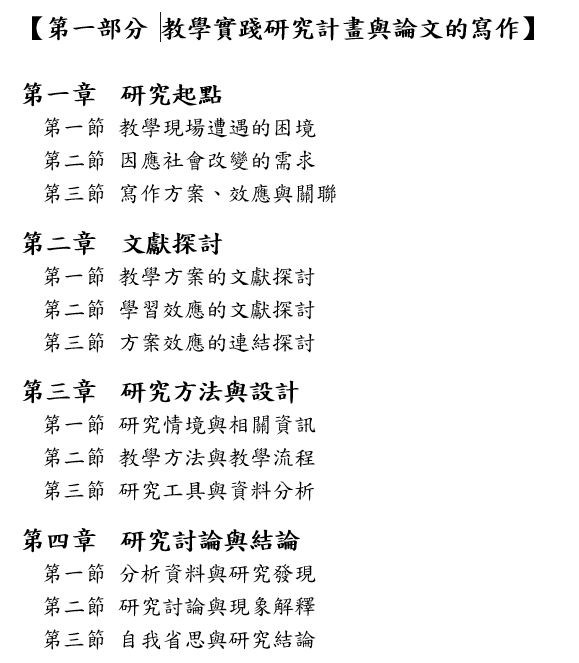 【第一部分 教學實踐研究計畫與論文的寫作】
第一章 研究起點
第一節 教學現場遭遇的困境
第二節 因應社會改變的需求
第三節 寫作方案、效應與關聯
第二章 文獻探討
第一節 教學方案的文獻探討
第二節 學習效應的文獻探討
第三節 方案效應的連結探討
第三章 研究方法與設計
第一節 研究情境與相關資訊
第二節 教學方法與教學流程
第三節 研究工具與資料分析
第四章 研究討論與結論
第一節 分析資料與研究發現
第二節 研究討論與現象解釋
第三節 自我省思與研究結論